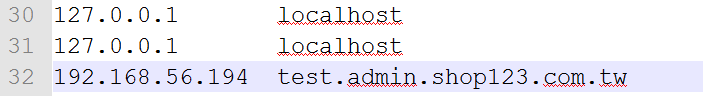 30 127.0.0.1 localhost
31 127.0.0.1 localhost
32 192.168.56.194 test.admin.shop123.com.tw